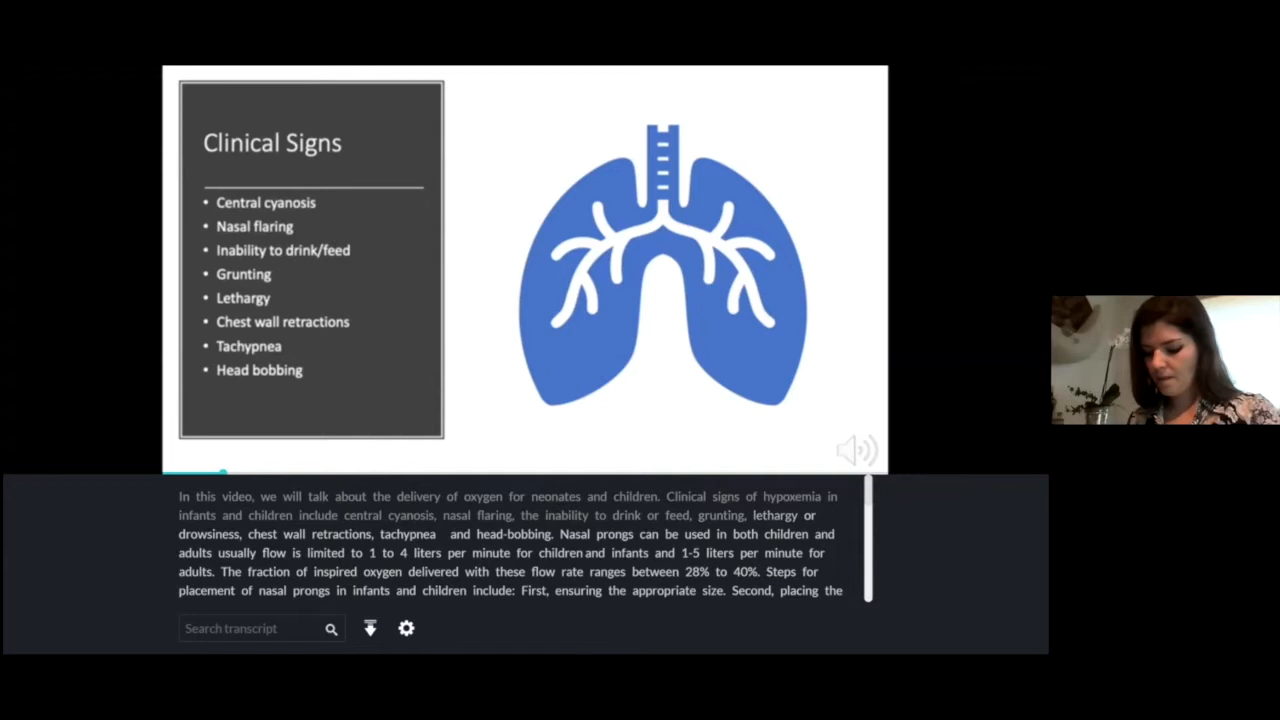 Clinical Signs
• Central cyanosis
• Nasal flaring
• Inability to drink/feed
• Grunting
• Lethargy
• Chest wall retractions
• Tachypnea
• Head bobbing
In this video, we will talk about the delivery of oxygen for neonates and children. Clinical signs of hypoxemia in
infants and children include central cyanosis, nasal flaring, the inability to drink or feed, grunting, lethargy or
drowsiness, chest wall retractions, tachypnea and head-bobbing. Nasal prongs can be used in both children and
adults usually flow is limited to 1 to 4 liters per minute for children and infants and 1-5 liters per minute for
adults. The fraction of inspired oxygen delivered with these flow rate ranges between 28% to 40%. Steps for
placement of nasal prongs in infants and children include: First, ensuring the appropriate size. Second, placing the
Search transcript